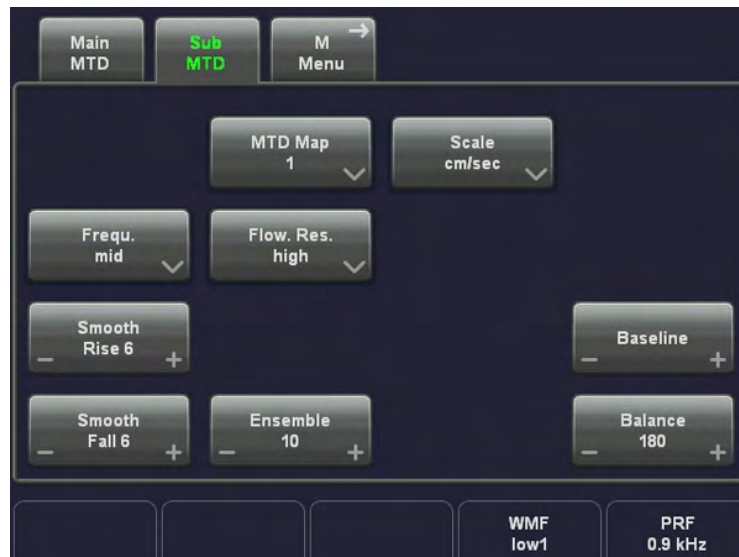 Main
MTD
Sub
MTD
M
Menu
MTD Map
1
Scale
cm/sec
Frequ.
mid
Flow. Res.
high
Smooth
Rise 6
Baseline
Smooth
Fall 6
Ensemble
10
Balance
180
WMF
low1
PRF
0.9 kHz